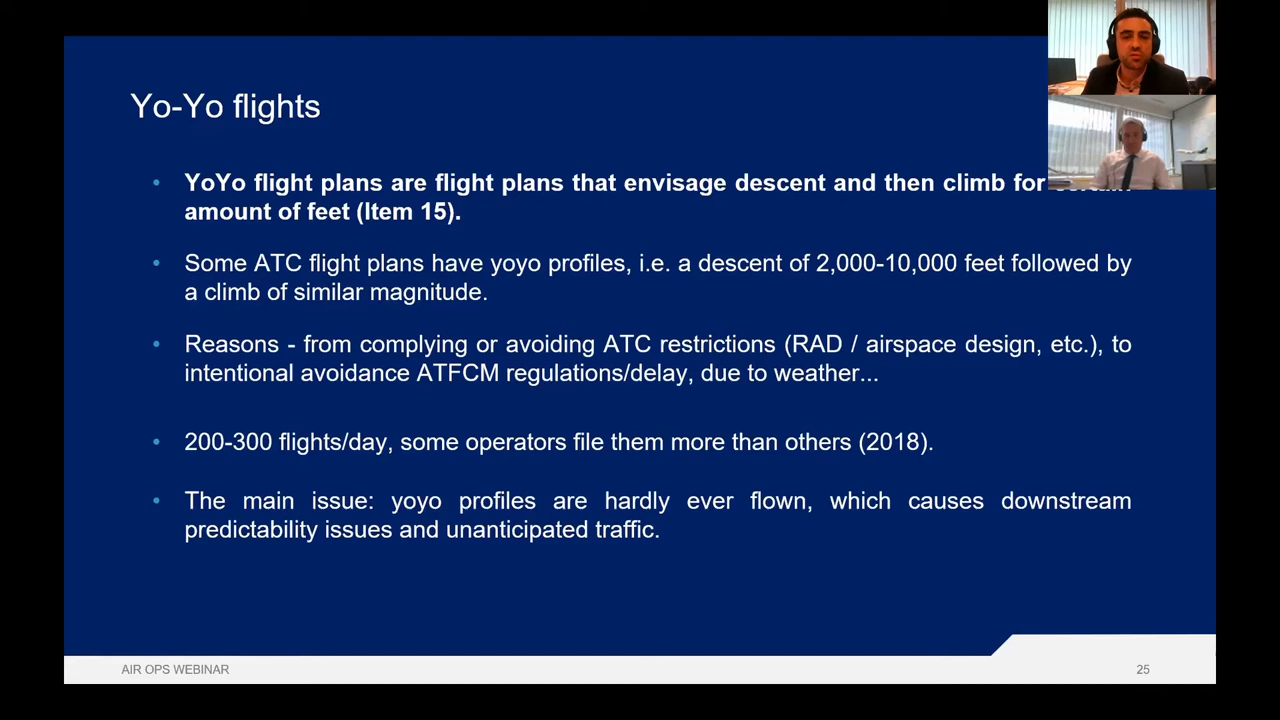 Yo-Yo flights
• YoYo flight plans are flight plans that envisage descent and then climb for
amount of feet (Item 15).
• Some ATC flight plans have yoyo profiles, i.e. a descent of 2,000-10,000 feet followed by
a climb of similar magnitude.
• Reasons - from complying or avoiding ATC restrictions (RAD / airspace design, etc.), to
intentional avoidance ATFCM regulations/delay, due to weather...
• 200-300 flights/day, some operators file them more than others (2018).
• The main issue: yoyo profiles are hardly ever flown, which causes downstream
predictability issues and unanticipated traffic.
AIR OPS WEBINAR
25